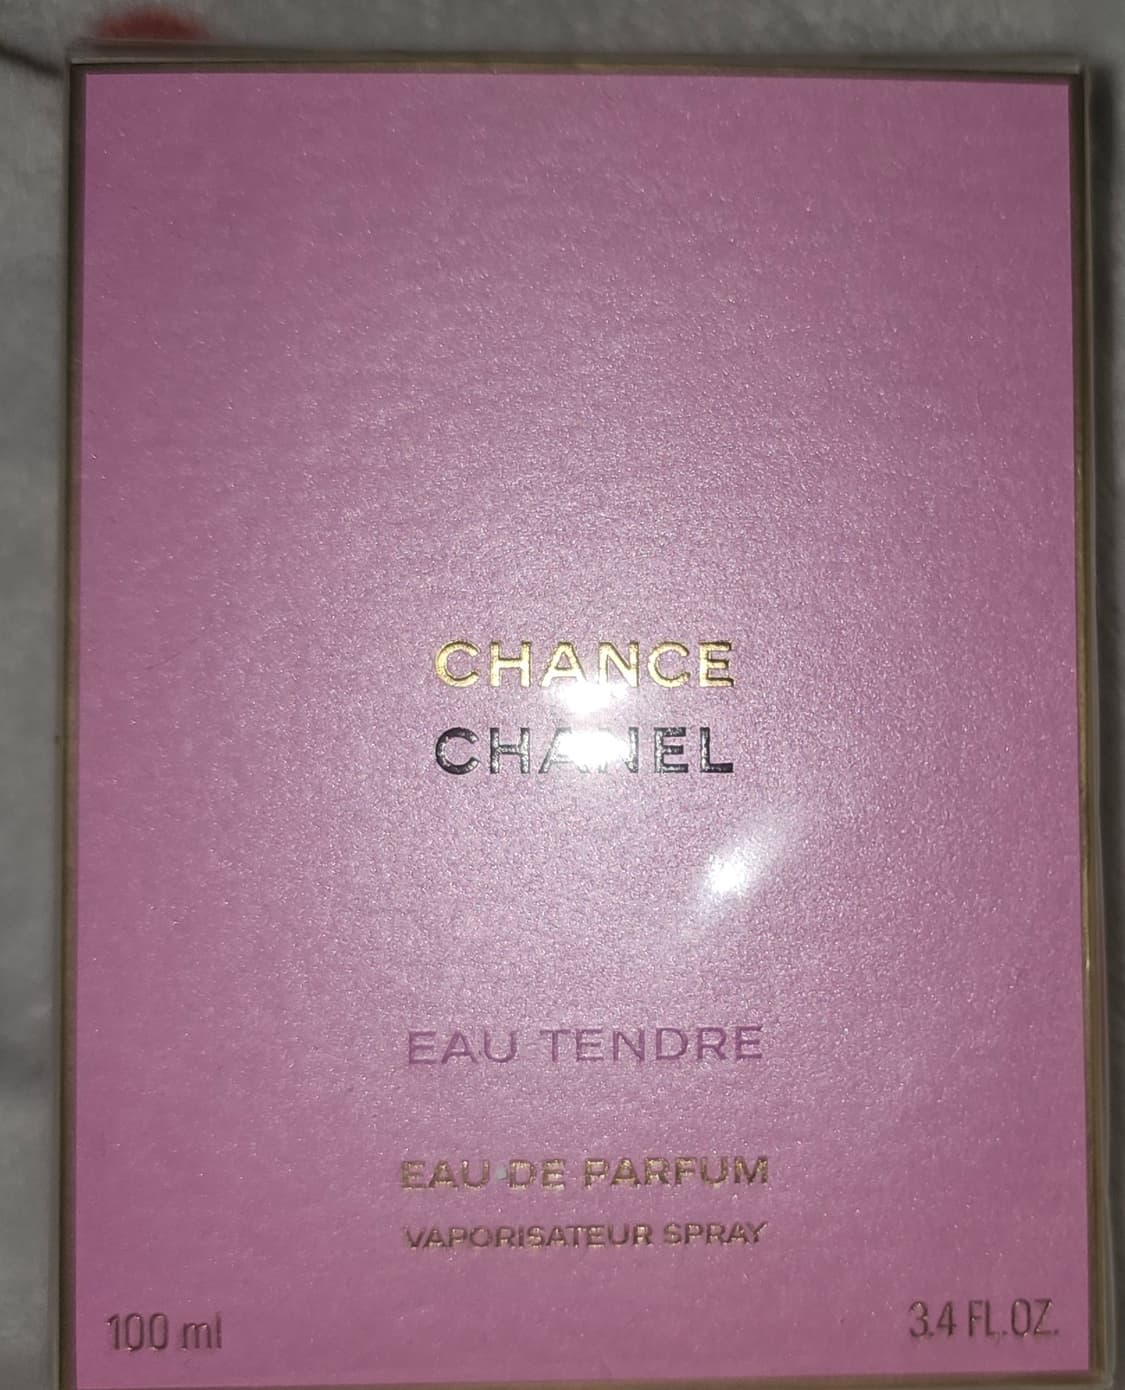 CHANCE
CHANEL
EAU TENDRE
EAU DE PARFUM
VAPORISATEUR SPRAY
100 ml 3.4 FL.OZ.